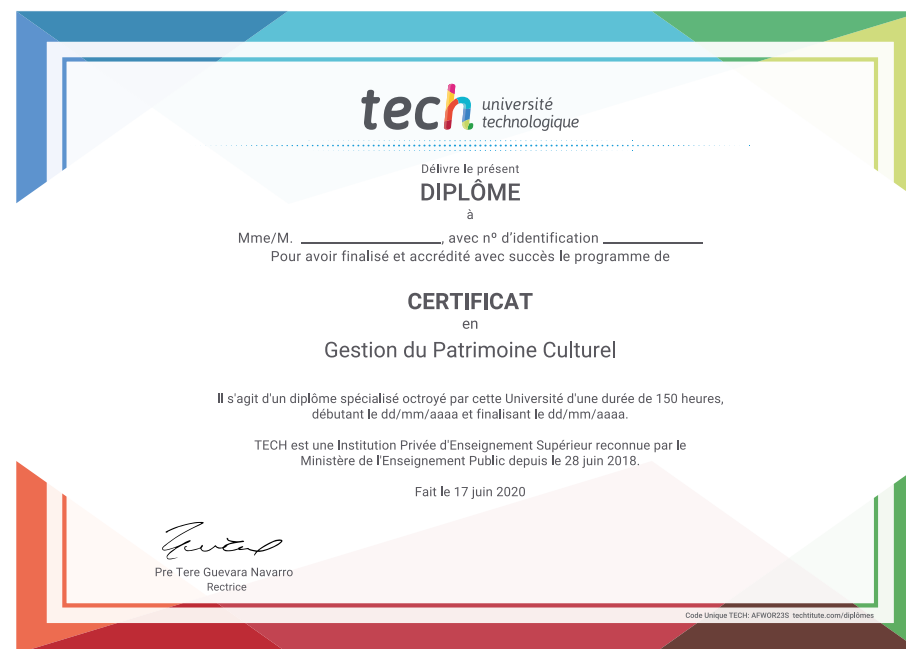 tech université
technologique
Délivre le présent
DIPLÔME
à
Mme/M. ____________________, avec nº d'identification ______________
Pour avoir finalisé et accrédité avec succès le programme de
CERTIFICAT
en
Gestion du Patrimoine Culturel
Il s'agit d'un diplôme spécialisé octroyé par cette Université d'une durée de 150 heures,
débutant le dd/mm/aaaa et finalisant le dd/mm/aaaa.
TECH est une Institution Privée d'Enseignement Supérieur reconnue par le
Ministère de l'Enseignement Public depuis le 28 juin 2018.
Fait le 17 juin 2020
Pre Tere Guevara Navarro
Rectrice
Code Unique TECH: AFWOR23S techtitute.com/diplômes